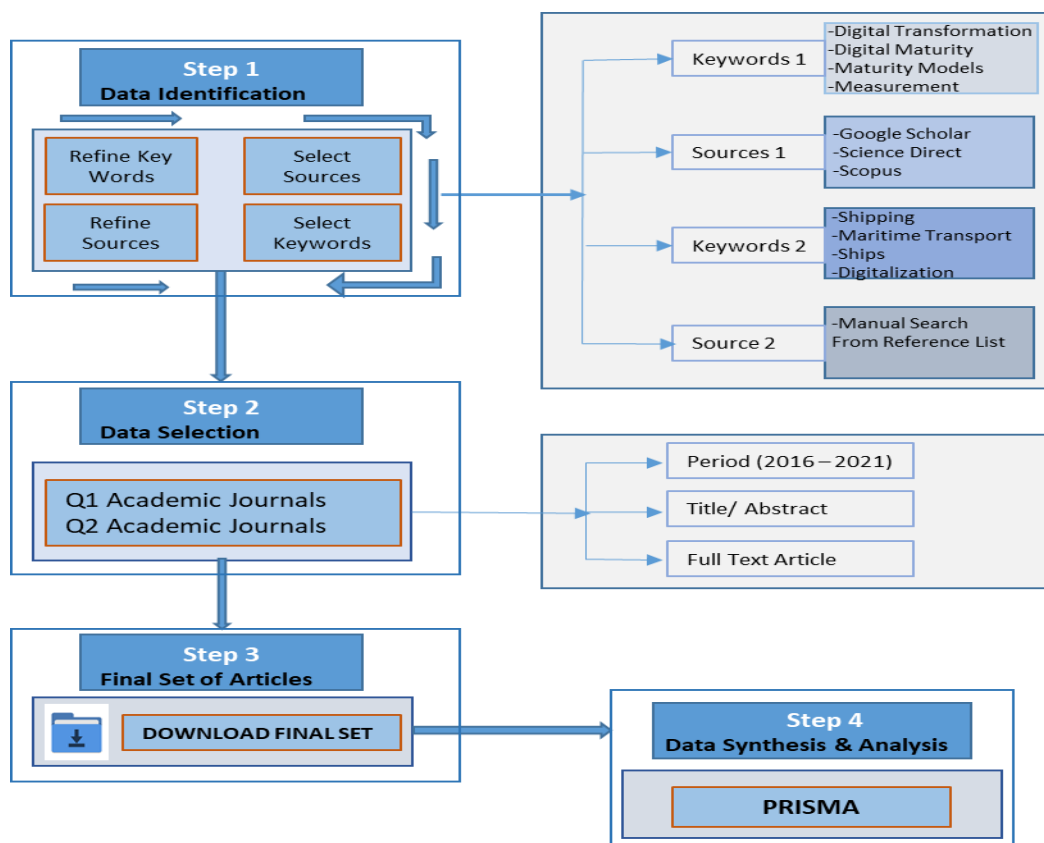 Step 1
Data Identification
Refine Key
Words
Select
Sources
Refine
Sources
Select
Keywords
Keywords 1
-Digital Transformation
-Digital Maturity
-Maturity Models
-Measurement
Sources 1
-Google Scholar
-Science Direct
-Scopus
Keywords 2
-Shipping
-Maritime Transport
-Ships
-Digitalization
Source 2
-Manual Search
From Reference List
Step 2
Data Selection
Q1 Academic Journals
Q2 Academic Journals
Period (2016–2021)
Title/ Abstract
Full Text Article
Step 3
Final Set of Articles
DOWNLOAD FINAL SET
Step 4
Data Synthesis & Analysis
PRISMA